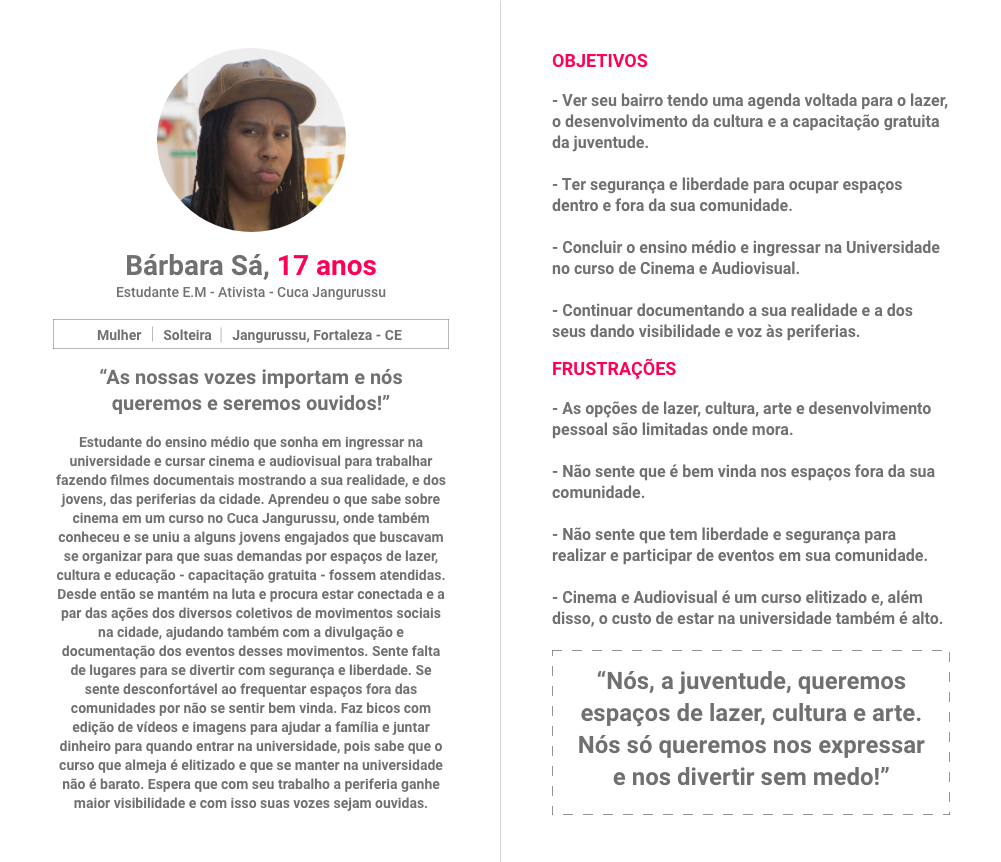 Bárbara Sá, 17 anos
Estudante E.M - Ativista - Cuca Jangurussu
Mulher | Solteira | Jangurussu, Fortaleza - CE
“As nossas vozes importam e nós
queremos e seremos ouvidos!”
Estudante do ensino médio que sonha em ingressar na
universidade e cursar cinema e audiovisual para trabalhar
fazendo filmes documentais mostrando a sua realidade, e dos
jovens, das periferias da cidade. Aprendeu o que sabe sobre
cinema em um curso no Cuca Jangurussu, onde também
conheceu e se uniu a alguns jovens engajados que buscavam
se organizar para que suas demandas por espaços de lazer,
cultura e educação - capacitação gratuita - fossem atendidas.
Desde então se mantém na luta e procura estar conectada e a
par das ações dos diversos coletivos de movimentos sociais
na cidade, ajudando também com a divulgação e
documentação dos eventos desses movimentos. Sente falta
de lugares para se divertir com segurança e liberdade. Se
sente desconfortável ao frequentar espaços fora das
comunidades por não se sentir bem vinda. Faz bicos com
edição de vídeos e imagens para ajudar a família e juntar
dinheiro para quando entrar na universidade, pois sabe que o
curso que almeja é elitizado e que se manter na universidade
não é barato. Espera que com seu trabalho a periferia ganhe
maior visibilidade e com isso suas vozes sejam ouvidas.
OBJETIVOS
- Ver seu bairro tendo uma agenda voltada para o lazer,
o desenvolvimento da cultura e a capacitação gratuita
da juventude.
- Ter segurança e liberdade para ocupar espaços
dentro e fora da sua comunidade.
- Concluir o ensino médio e ingressar na Universidade
no curso de Cinema e Audiovisual.
- Continuar documentando a sua realidade e a dos
seus dando visibilidade e voz às periferias.
FRUSTRAÇÕES
- As opções de lazer, cultura, arte e desenvolvimento
pessoal são limitadas onde mora.
- Não sente que é bem vinda nos espaços fora da sua
comunidade.
- Não sente que tem liberdade e segurança para
realizar e participar de eventos em sua comunidade.
- Cinema e Audiovisual é um curso elitizado e, além
disso, o custo de estar na universidade também é alto.
“Nós, a juventude, queremos
espaços de lazer, cultura e arte.
Nós só queremos nos expressar
e nos divertir sem medo!”